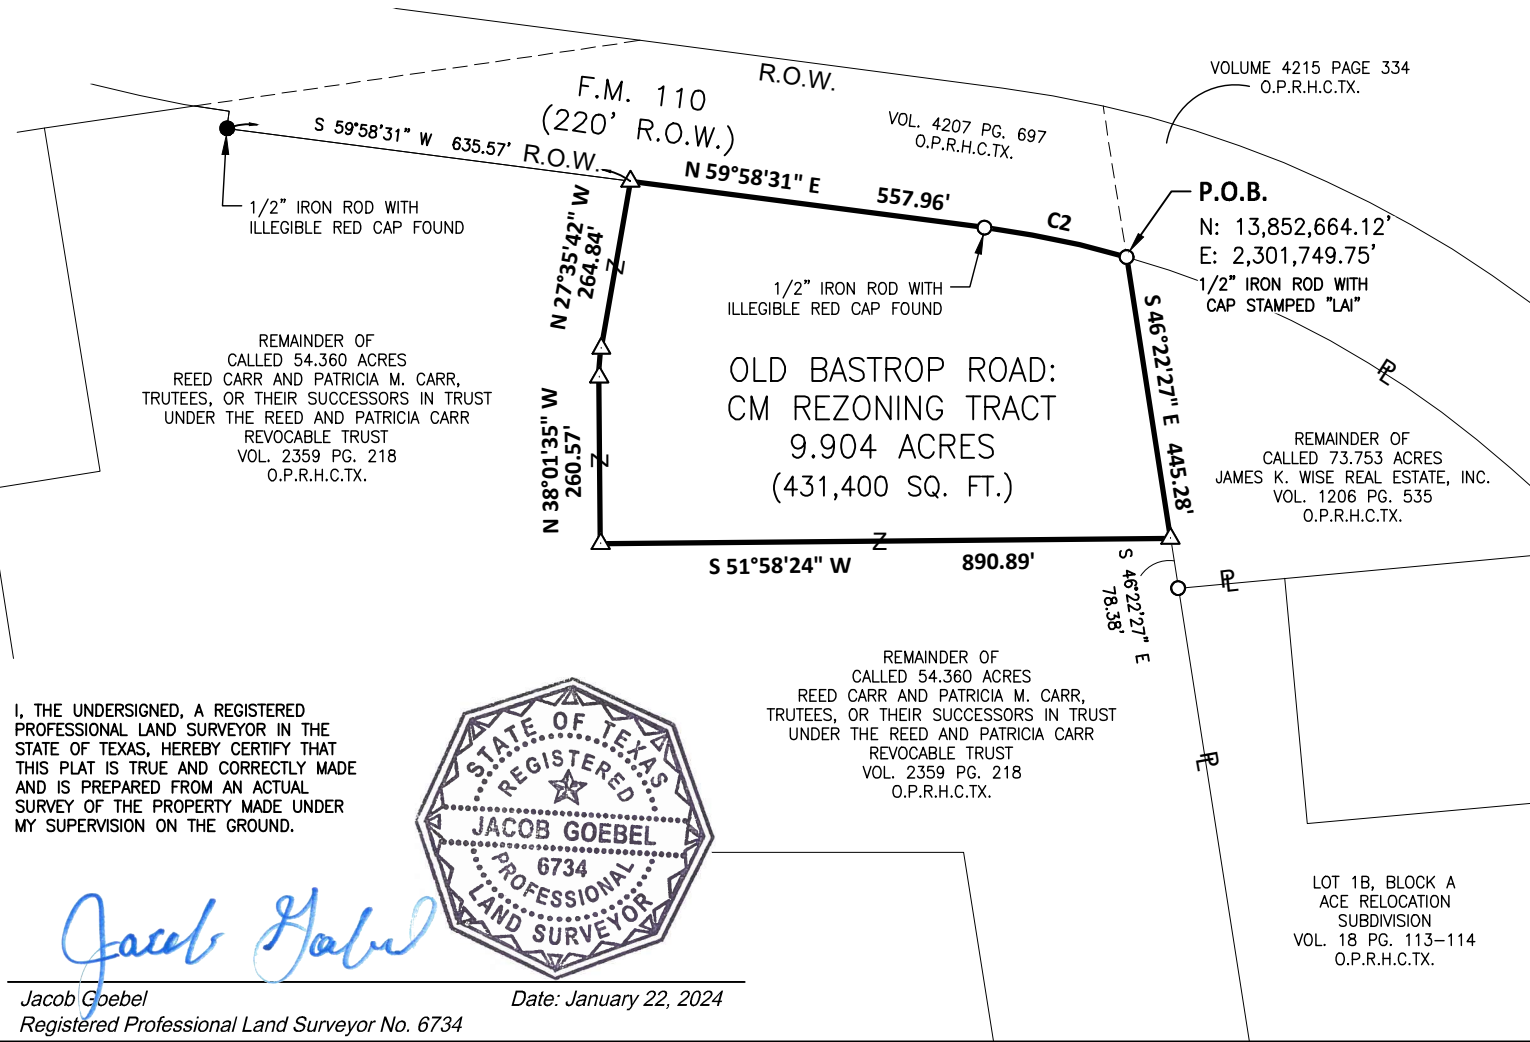 VOLUME 4215 PAGE 334
O.P.R.H.C.TX.
R.O.W.
F.M. 110
(220' R.O.W.)
VOL. 4207 PG. 697
O.P.R.H.C.TX.
S 59°58'31" W 635.57'
R.O.W.
N 59°58'31" E 557.96'
C2
P.O.B.
N: 13,852,664.12'
E: 2,301,749.75'
1/2" IRON ROD WITH
CAP STAMPED "LAI"
1/2" IRON ROD WITH
ILLEGIBLE RED CAP FOUND
N 27°35'42" W
264.84'
Z
1/2" IRON ROD WITH
ILLEGIBLE RED CAP FOUND
S 46°22'27" E 445.28'
REMAINDER OF
CALLED 54.360 ACRES
REED CARR AND PATRICIA M. CARR,
TRUTEES, OR THEIR SUCCESSORS IN TRUST
UNDER THE REED AND PATRICIA CARR
REVOCABLE TRUST
VOL. 2359 PG. 218
O.P.R.H.C.TX.
N 38°01'35" W
260.57'
Z
OLD BASTROP ROAD:
CM REZONING TRACT
9.904 ACRES
(431,400 SQ. FT.)
PL
REMAINDER OF
CALLED 73.753 ACRES
JAMES K. WISE REAL ESTATE, INC.
VOL. 1206 PG. 535
O.P.R.H.C.TX.
Z
S 51°58'24" W 890.89'
S 46°22'27" E
78.38'
PL
REMAINDER OF
CALLED 54.360 ACRES
REED CARR AND PATRICIA M. CARR,
TRUTEES, OR THEIR SUCCESSORS IN TRUST
UNDER THE REED AND PATRICIA CARR
REVOCABLE TRUST
VOL. 2359 PG. 218
O.P.R.H.C.TX.
PL
I, THE UNDERSIGNED, A REGISTERED
PROFESSIONAL LAND SURVEYOR IN THE
STATE OF TEXAS, HEREBY CERTIFY THAT
THIS PLAT IS TRUE AND CORRECTLY MADE
AND IS PREPARED FROM AN ACTUAL
SURVEY OF THE PROPERTY MADE UNDER
MY SUPERVISION ON THE GROUND.
STATE OF TEXAS
REGISTERED
JACOB GOEBEL
6734
PROFESSIONAL
LAND SURVEYOR
LOT 1B, BLOCK A
ACE RELOCATION
SUBDIVISION
VOL. 18 PG. 113-114
O.P.R.H.C.TX.
Jacob Goebel
Jacob Goebel Date: January 22, 2024
Registered Professional Land Surveyor No. 6734